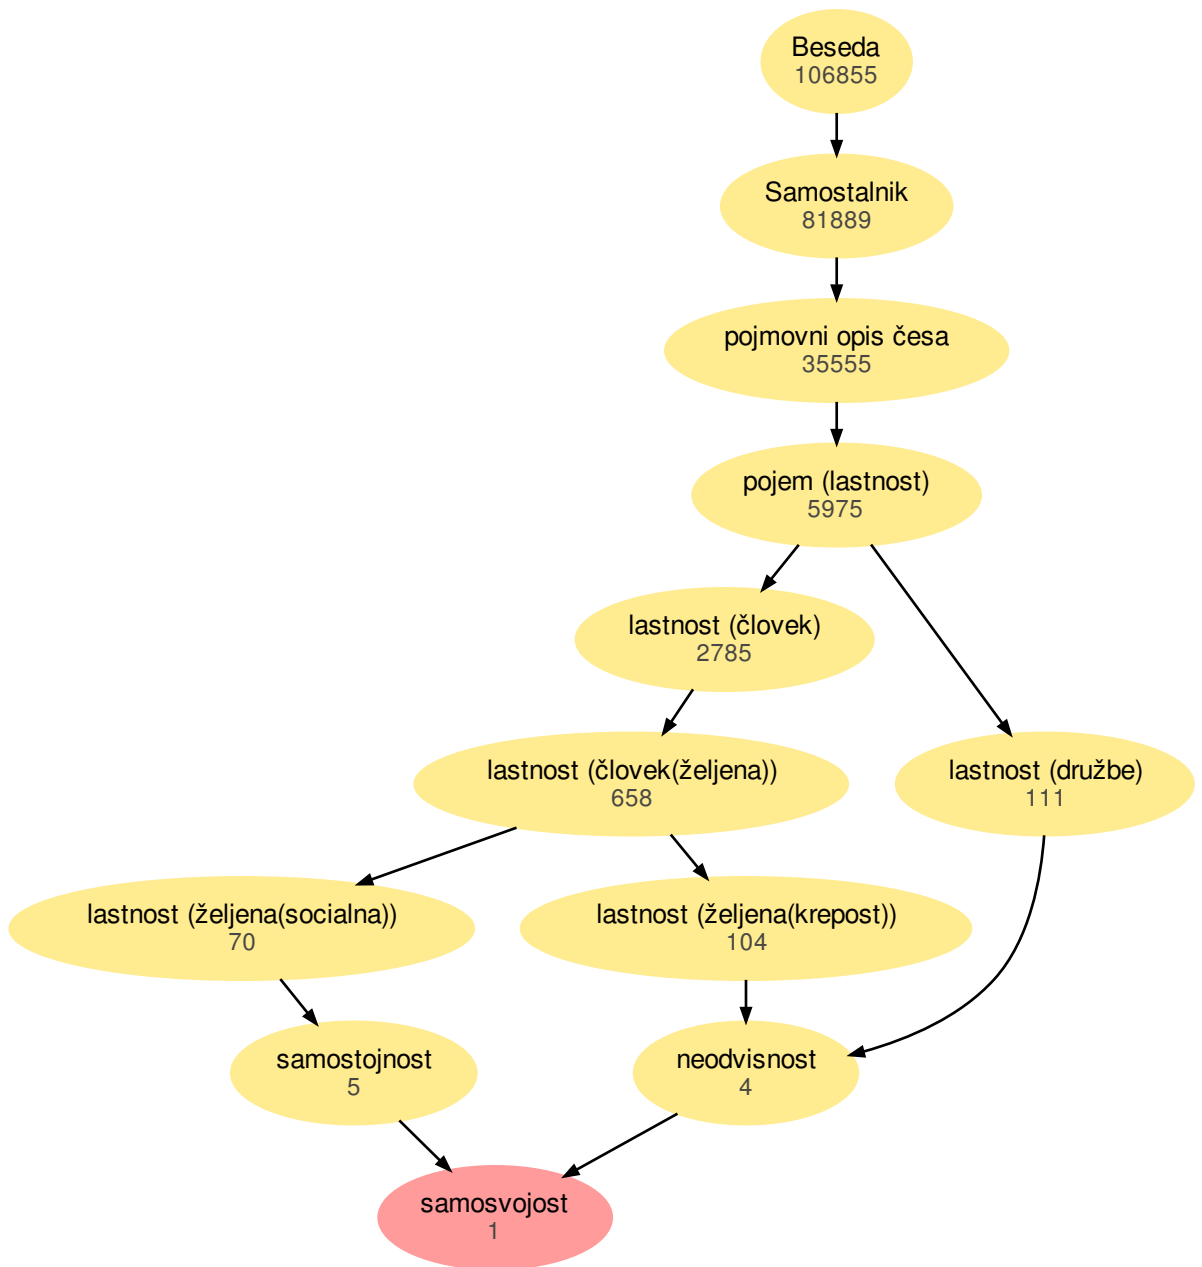 Beseda
106855
Samostalnik
81889
pojmovni opis česa
35555
pojem (lastnost)
5975
lastnost (človek)
2785
lastnost (človek(željena))
658
lastnost (družbe)
111
lastnost (željena(socialna))
70
lastnost (željena(krepost))
104
samostojnost
5
neodvisnost
4
samosvojost
1